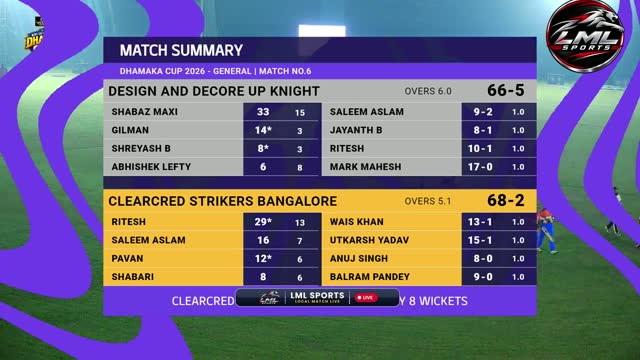 LML
SPORTS
MATCH SUMMARY
DHAMAKA CUP 2026 - GENERAL | MATCH NO.6
DESIGN AND DECORE UP KNIGHT OVERS 6.0 66-5
SHABAZ MAXI 33 15 SALEEM ASLAM 9-2 1.0
GILMAN 14* 3 JAYANTH B 8-1 1.0
SHREYASH B 8* 3 RITESH 10-1 1.0
ABHISHEK LEFTY 6 8 MARK MAHESH 17-0 1.0
CLEARCRED STRIKERS BANGALORE OVERS 5.1 68-2
RITESH 29* 13 WAIS KHAN 13-1 1.0
SALEEM ASLAM 16 7 UTKARSH YADAV 15-1 1.0
PAVAN 12* 6 ANUJ SINGH 8-0 1.0
SHABARI 8 6 BALRAM PANDEY 9-0 1.0
CLEARCRED Y 8 WICKETS
LML SPORTS
LOCAL MATCH LIVE
LIVE